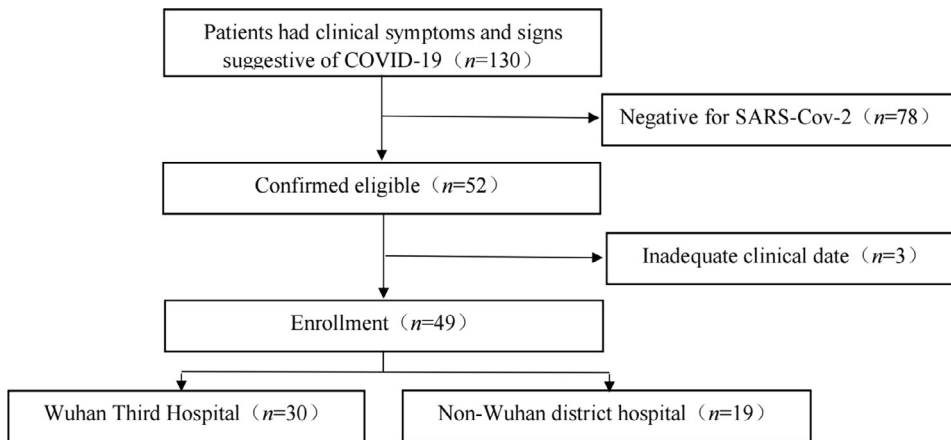 Patients had clinical symptoms and signs
suggestive of COVID-19（n=130）
Negative for SARS-Cov-2（n=78）
Confirmed eligible（n=52）
Inadequate clinical date（n=3）
Enrollment（n=49）
Wuhan Third Hospital（n=30）
Non-Wuhan district hospital（n=19）